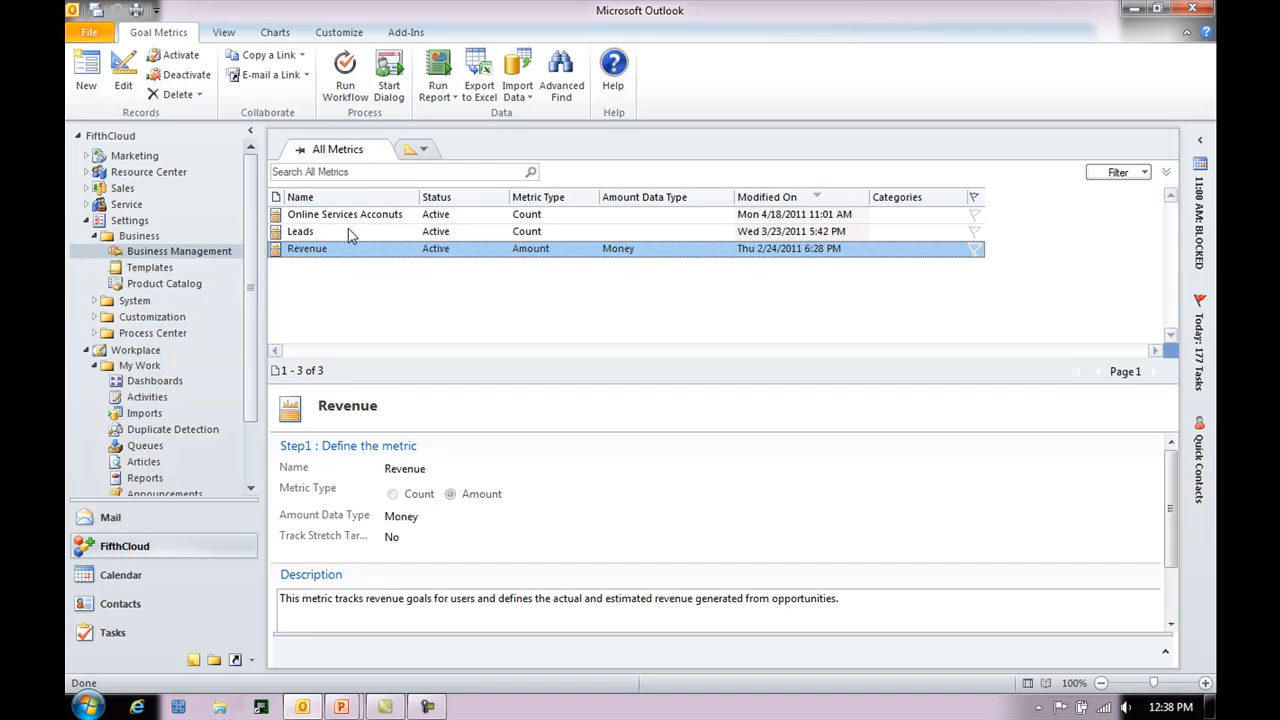 Microsoft Outlook
File Goal Metrics View Charts Customize Add-Ins
New Edit Activate Deactivate Delete
Copy a Link E-mail a Link
Run Workflow Start Dialog
Run Report Export to Excel Import Data Advanced Find
Help
Records Collaborate Process Data Help
FifthCloud
Marketing
Resource Center
Sales
Service
Settings
Business
Business Management
Templates
Product Catalog
System
Customization
Process Center
Workplace
My Work
Dashboards
Activities
Imports
Duplicate Detection
Queues
Articles
Reports
Announcements
Mail
FifthCloud
Calendar
Contacts
Tasks
All Metrics
Search All Metrics
Filter
Name Status Metric Type Amount Data Type Modified On Categories
Online Services Acconuts Active Count Mon 4/18/2011 11:01 AM
Leads Active Count Wed 3/23/2011 5:42 PM
Revenue Active Amount Money Thu 2/24/2011 6:28 PM
1 - 3 of 3
Page1
Revenue
Step1 : Define the metric
Name Revenue
Metric Type Count Amount
Amount Data Type Money
Track Stretch Tar... No
Description
This metric tracks revenue goals for users and defines the actual and estimated revenue generated from opportunities.
11:00 AM: BLOCKED
Today: 177 Tasks
Quick Contacts
Done
100%
12:38 PM